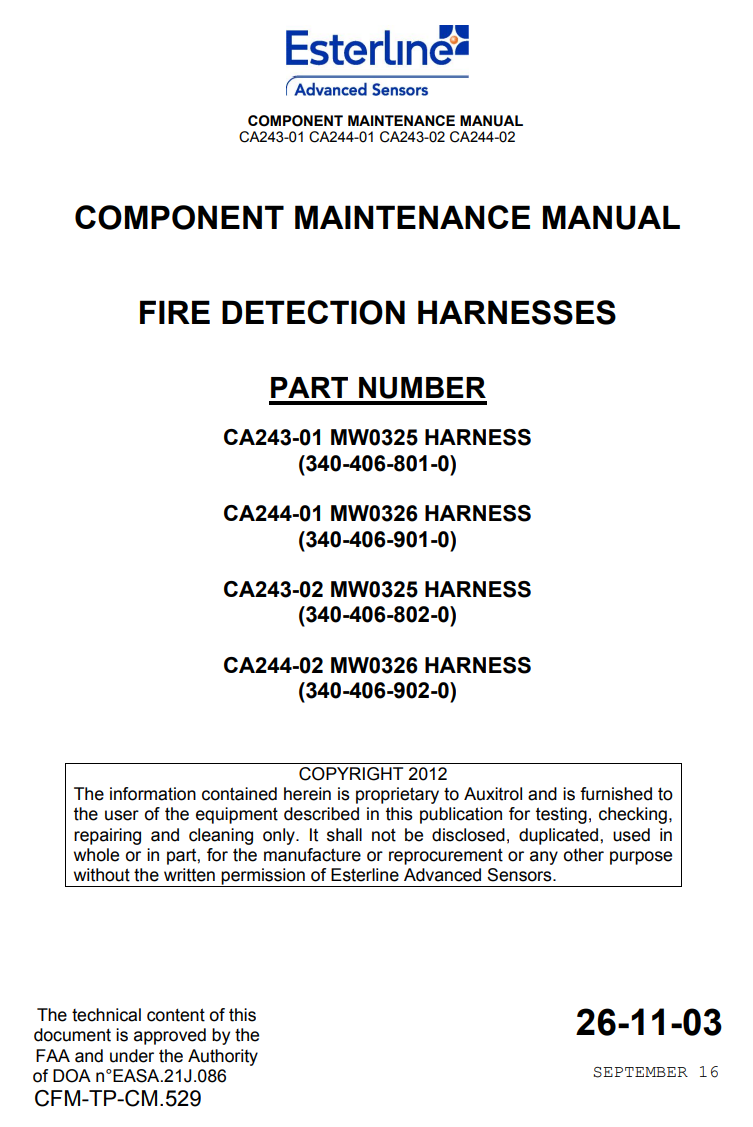 Esterline
Advanced Sensors
COMPONENT MAINTENANCE MANUAL
CA243-01 CA244-01 CA243-02 CA244-02
COMPONENT MAINTENANCE MANUAL
FIRE DETECTION HARNESSES
PART NUMBER
CA243-01 MW0325 HARNESS
(340-406-801-0)
CA244-01 MW0326 HARNESS
(340-406-901-0)
CA243-02 MW0325 HARNESS
(340-406-802-0)
CA244-02 MW0326 HARNESS
(340-406-902-0)
COPYRIGHT 2012
The information contained herein is proprietary to Auxitrol and is furnished to
the user of the equipment described in this publication for testing, checking,
repairing and cleaning only. It shall not be disclosed, duplicated, used in
whole or in part, for the manufacture or reprocurement or any other purpose
without the written permission of Esterline Advanced Sensors.
The technical content of this
document is approved by the
FAA and under the Authority
of DOA n°EASA.21J.086
CFM-TP-CM.529
26-11-03
SEPTEMBER 16